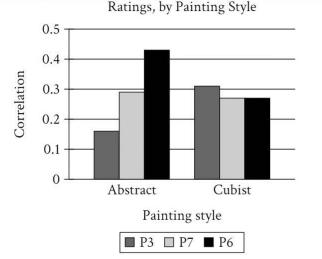 Ratings, by Painting Style
0.5
0.4
0.3
0.2
0.1
0
Correlation
Abstract Cubist
Painting style
P3 P7 P6